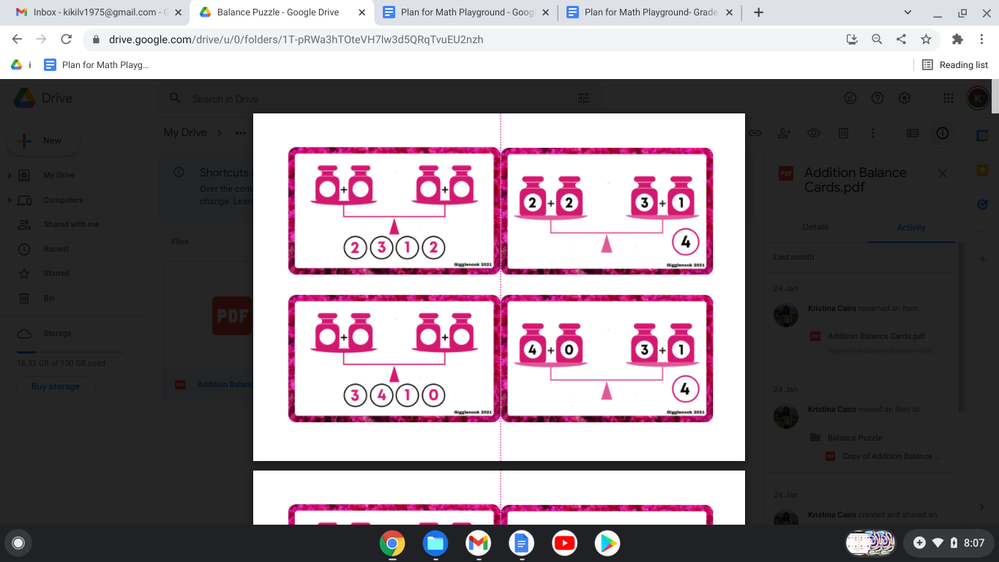 Inbox - kikilv1975@gmail.com - G
Balance Puzzle - Google Drive
Plan for Math Playground - Googl
Plan for Math Playground- Grade
drive.google.com/drive/u/0/folders/1T-pRWa3hTOteVH7lw3d5QRqTvuEU2nzh
i
Plan for Math Playg...
Reading list
Drive
Search in Drive
K
New
My Drive
Computers
Shared with me
Recent
Starred
Bin
Storage
18.32 GB of 100 GB used
Buy storage
My Drive
Shortcuts
Over the com
change. Lear
Files
PDF
Addition Balanc
+ +
2 3 1 2
Gigglenook 2021
2 + 2 3 + 1
4
Gigglenook 2021
+ +
3 4 1 0
Gigglenook 2021
4 + 0 3 + 1
4
Gigglenook 2021
PDF
Addition Balance
Cards.pdf
Details
Activity
Last month
24 Jan
Kristina Cairo renamed an item
Addition Balance Cards.pdf
Copy of Addition Balance Car...
24 Jan
Kristina Cairo moved an item to
Balance Puzzle
Copy of Addition Balance ...
24 Jan
Kristina Cairo created and shared an
8:07